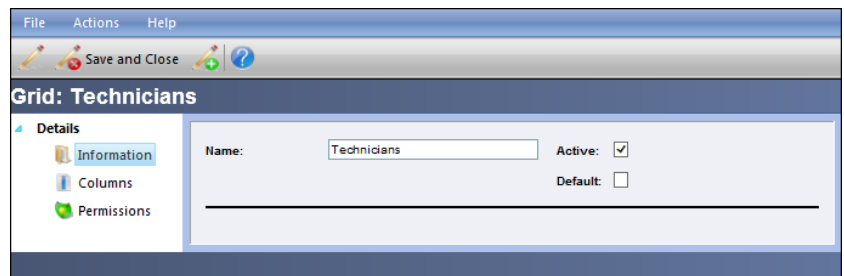 File Actions Help
Save and Close
Grid: Technicians
Details
Information
Columns
Permissions
Name: Technicians Active:
Default: